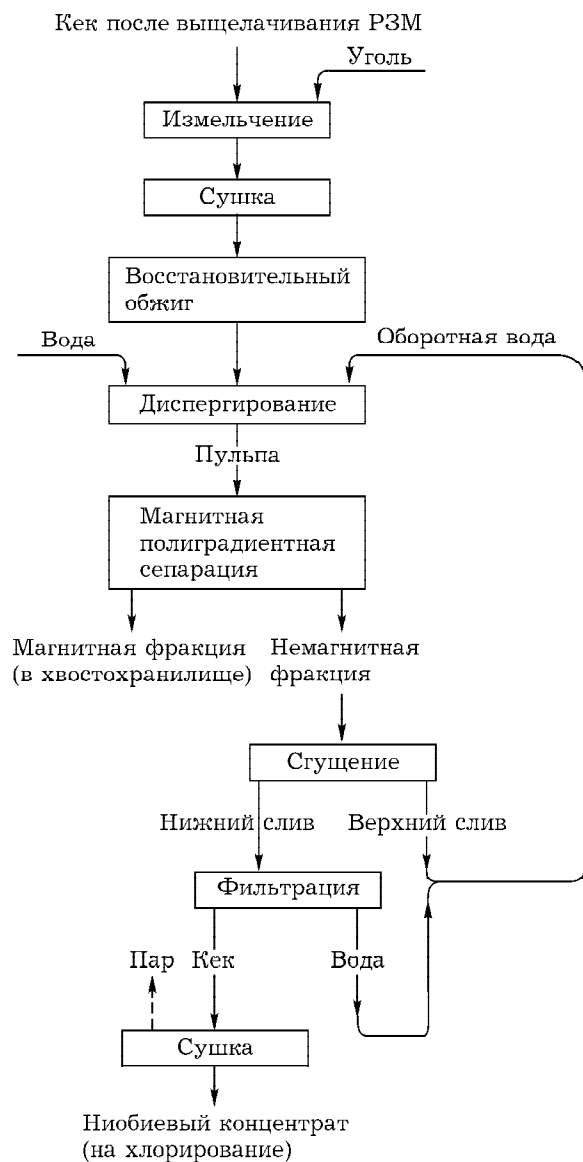 Кек после выщелачивания РЗМ
Уголь
Измельчение
Сушка
Восстановительный
обжиг
Вода
Оборотная вода
Диспергирование
Пульпа
Магнитная
полиградиентная
сепарация
Магнитная фракция
(в хвостохранилище)
Немагнитная
фракция
Сгущение
Нижний слив
Верхний слив
Фильтрация
Пар
Кек
Вода
Сушка
Ниобиевый концентрат
(на хлорирование)